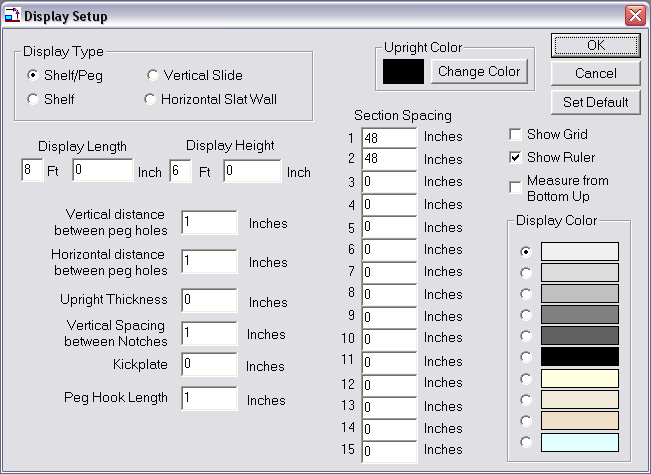 Display Setup
Display Type
Shelf/Peg
Vertical Slide
Shelf
Horizontal Slat Wall
Upright Color
Change Color
OK
Cancel
Set Default
Display Length
8 Ft 0 Inch
Display Height
6 Ft 0 Inch
Vertical distance
between peg holes
1 Inches
Horizontal distance
between peg holes
1 Inches
Upright Thickness 0 Inches
Vertical Spacing
between Notches
1 Inches
Kickplate 0 Inches
Peg Hook Length 1 Inches
Section Spacing
1 48 Inches
2 48 Inches
3 0 Inches
4 0 Inches
5 0 Inches
6 0 Inches
7 0 Inches
8 0 Inches
9 0 Inches
10 0 Inches
11 0 Inches
12 0 Inches
13 0 Inches
14 0 Inches
15 0 Inches
Show Grid
Show Ruler
Measure from
Bottom Up
Display Color